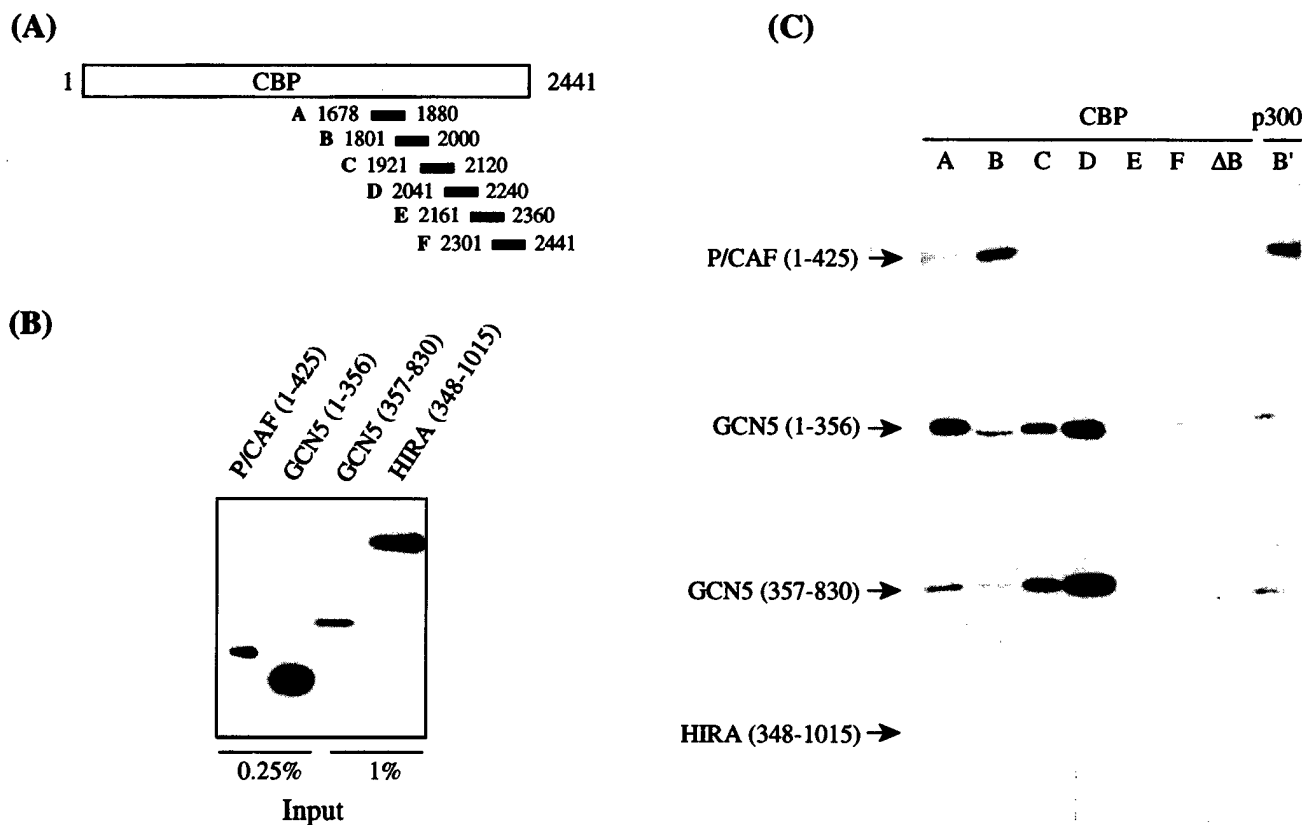 (A)
1 CBP 2441
A 1678 1880
B 1801 2000
C 1921 2120
D 2041 2240
E 2161 2360
F 2301 2441
(B)
P/CAF (1-425)
GCN5 (1-356)
GCN5 (357-830)
HIRA (348-1015)
0.25% 1%
Input
(C)
CBP p300
A B C D E F ΔB B'
P/CAF (1-425)
GCN5 (1-356)
GCN5 (357-830)
HIRA (348-1015)